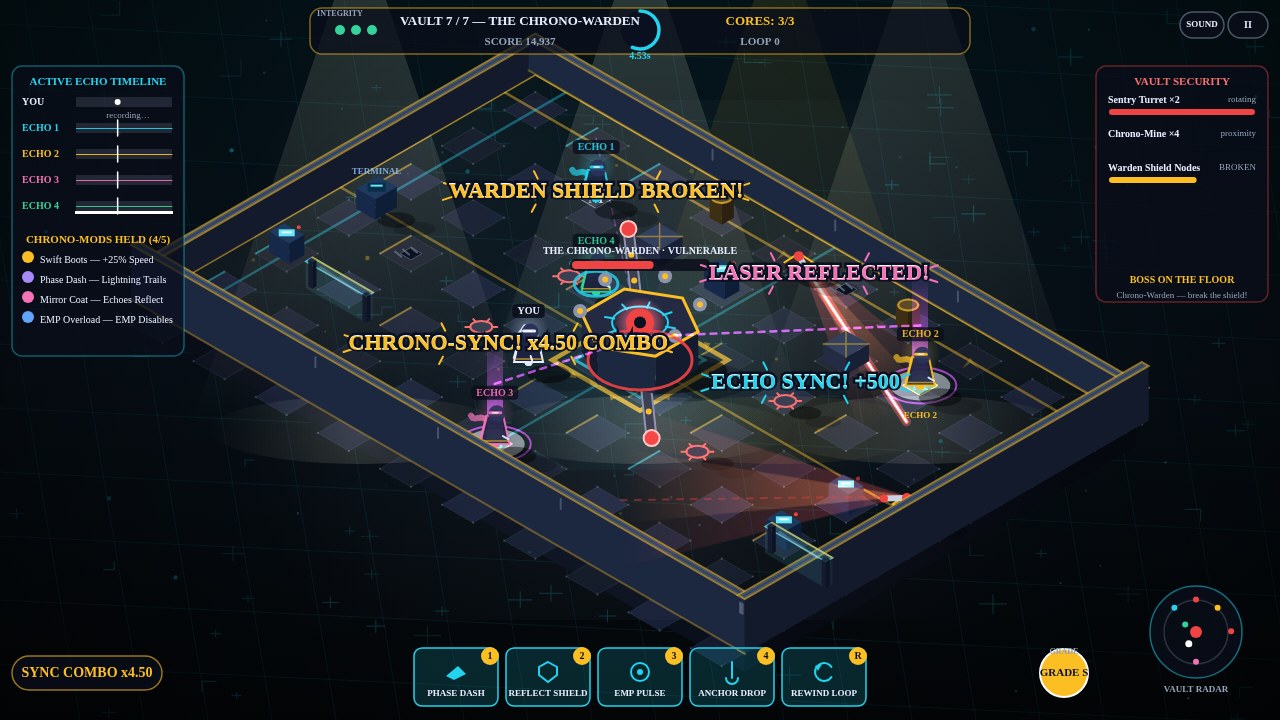 INTEGRITY
VAULT 7 / 7 — THE CHRONO-WARDEN
SCORE 14,937
4.53s
CORES: 3/3
LOOP 0
SOUND
II
ACTIVE ECHO TIMELINE
YOU
recording…
ECHO 1
ECHO 2
ECHO 3
ECHO 4
CHRONO-MODS HELD (4/5)
Swift Boots — +25% Speed
Phase Dash — Lightning Trails
Mirror Coat — Echoes Reflect
EMP Overload — EMP Disables
VAULT SECURITY
Sentry Turret ×2 rotating
Chrono-Mine ×4 proximity
Warden Shield Nodes BROKEN
BOSS ON THE FLOOR
Chrono-Warden — break the shield!
TERMINAL
ECHO 1
WARDEN SHIELD BROKEN!
ECHO 4
THE CHRONO-WARDEN · VULNERABLE
LASER REFLECTED!
YOU
CHRONO-SYNC! x4.50 COMBO
ECHO 2
ECHO SYNC! +500
ECHO 3
ECHO 2
SYNC COMBO x4.50
1
PHASE DASH
2
REFLECT SHIELD
3
EMP PULSE
4
ANCHOR DROP
R
REWIND LOOP
GRADE S
VAULT RADAR